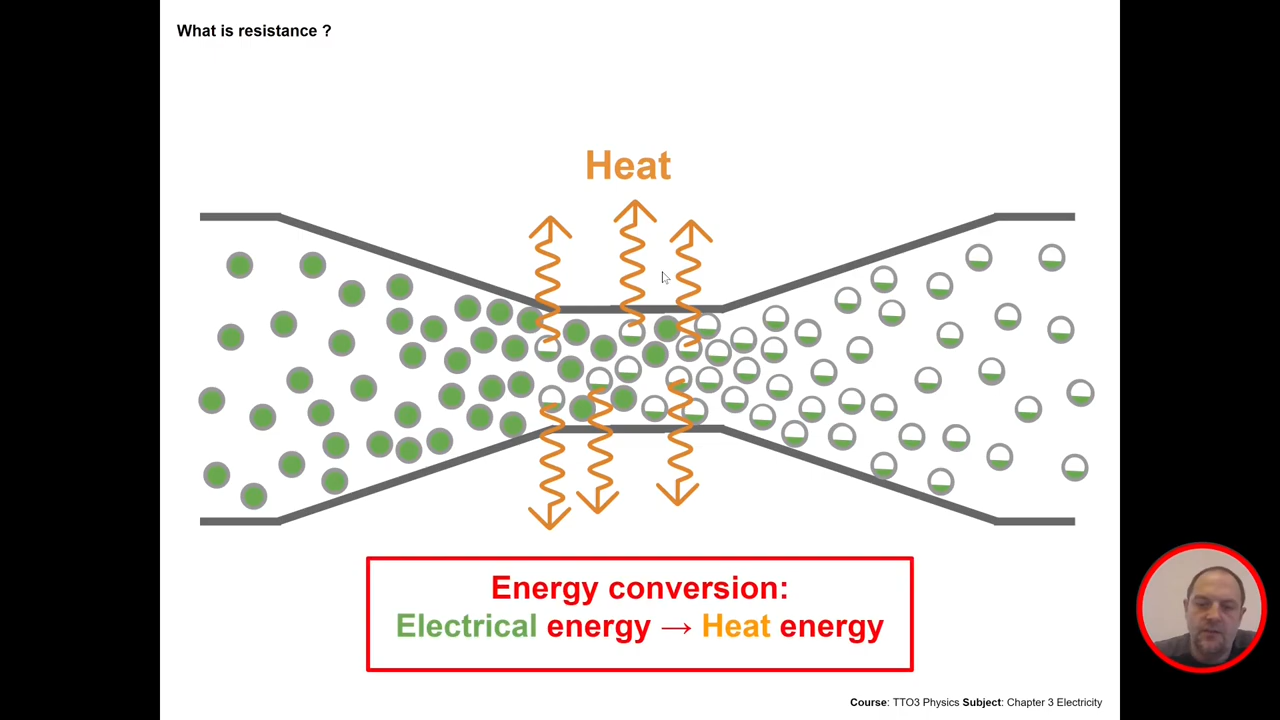 What is resistance ?
Heat
Energy conversion:
Electrical energy → Heat energy
Course: TTO3 Physics Subject: Chapter 3 Electricity